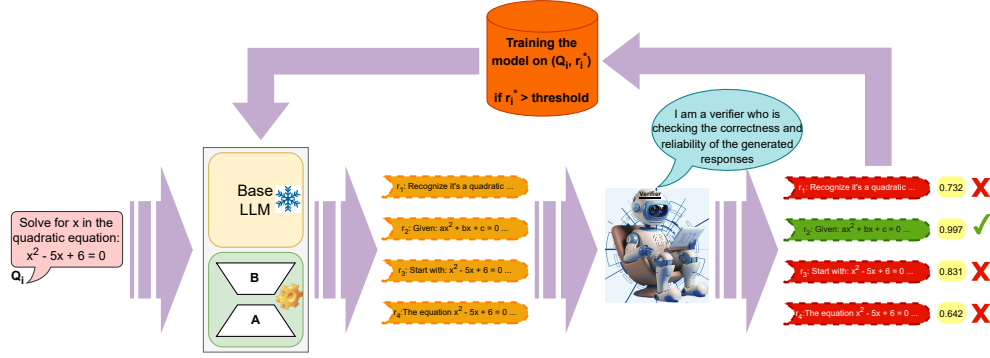 Training the
model on (Qᵢ, rᵢ*)
if rᵢ* > threshold
I am a verifier who is
checking the correctness and
reliability of the generated
responses
Solve for x in the
quadratic equation:
x² - 5x + 6 = 0
Qᵢ
Base
LLM
B
A
r₁: Recognize it's a quadratic ...
r₂: Given: ax² + bx + c = 0 ...
r₃: Start with: x² - 5x + 6 = 0 ...
r₄:The equation x² - 5x + 6 = 0 ...
Verifier
r₁: Recognize it's a quadratic ...
0.732
r₂: Given: ax² + bx + c = 0 ...
0.997
r₃: Start with: x² - 5x + 6 = 0 ...
0.831
r₄:The equation x² - 5x + 6 = 0 ...
0.642